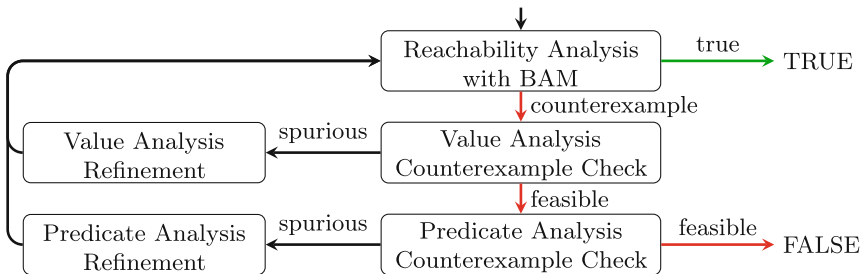 Reachability Analysis
with BAM
true
TRUE
counterexample
Value Analysis
Refinement
spurious
Value Analysis
Counterexample Check
feasible
Predicate Analysis
Refinement
spurious
Predicate Analysis
Counterexample Check
feasible
FALSE